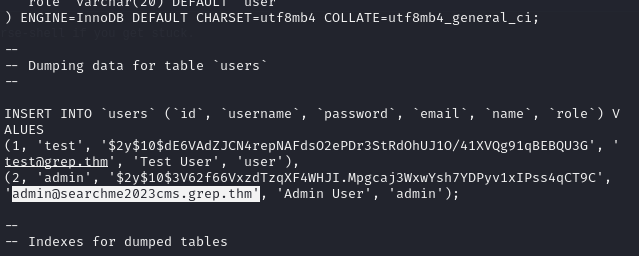 `role` varchar(20) DEFAULT 'user'
) ENGINE=InnoDB DEFAULT CHARSET=utf8mb4 COLLATE=utf8mb4_general_ci;
--
-- Dumping data for table `users`
--
INSERT INTO `users` (`id`, `username`, `password`, `email`, `name`, `role`) V
ALUES
(1, 'test', '$2y$10$dE6VAdZJCN4repNAFdsO2ePDr3StRdOhUJ1O/41XVQg91qBEBQU3G', '
test@grep.thm', 'Test User', 'user'),
(2, 'admin', '$2y$10$3V62f66VxzdTzqXF4WHJI.Mpgcaj3WxwYsh7YDPyv1xIPss4qCT9C',
'admin@searchme2023cms.grep.thm', 'Admin User', 'admin');
--
-- Indexes for dumped tables